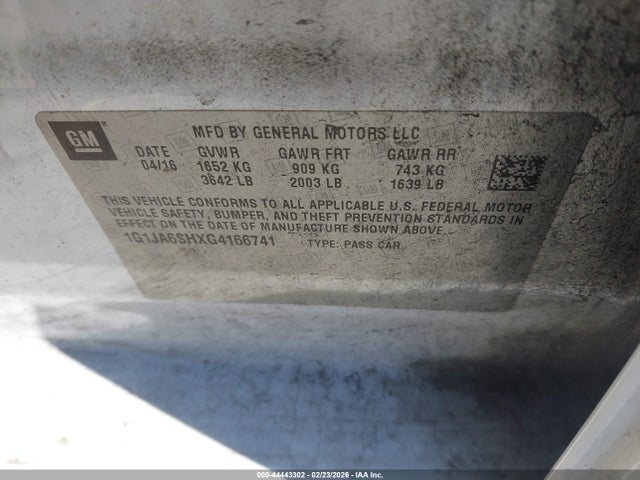 GM
MFD BY GENERAL MOTORS LLC
DATE GVWR GAWR FRT GAWR RR
04/16 1652 KG 909 KG 743 KG
3642 LB 2003 LB 1639 LB
THIS VEHICLE CONFORMS TO ALL APPLICABLE U.S. FEDERAL MOTOR
VEHICLE SAFETY, BUMPER, AND THEFT PREVENTION STANDARDS IN
EFFECT ON THE DATE OF MANUFACTURE SHOWN ABOVE.
1G1JA6SHXG4166741 TYPE: PASS CAR
000-44443302 - 02/23/2026 - IAA Inc.